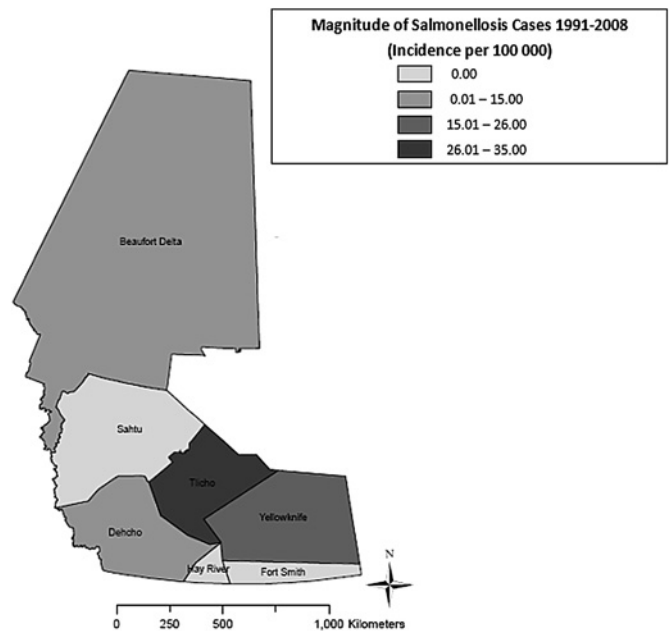 Magnitude of Salmonellosis Cases 1991-2008
(Incidence per 100 000)
0.00
0.01 – 15.00
15.01 – 26.00
26.01 – 35.00
Beaufort Delta
Sahtu
Tlicho
Yellowknife
Dehcho
Hay River
Fort Smith
N
0 250 500 1,000 Kilometers